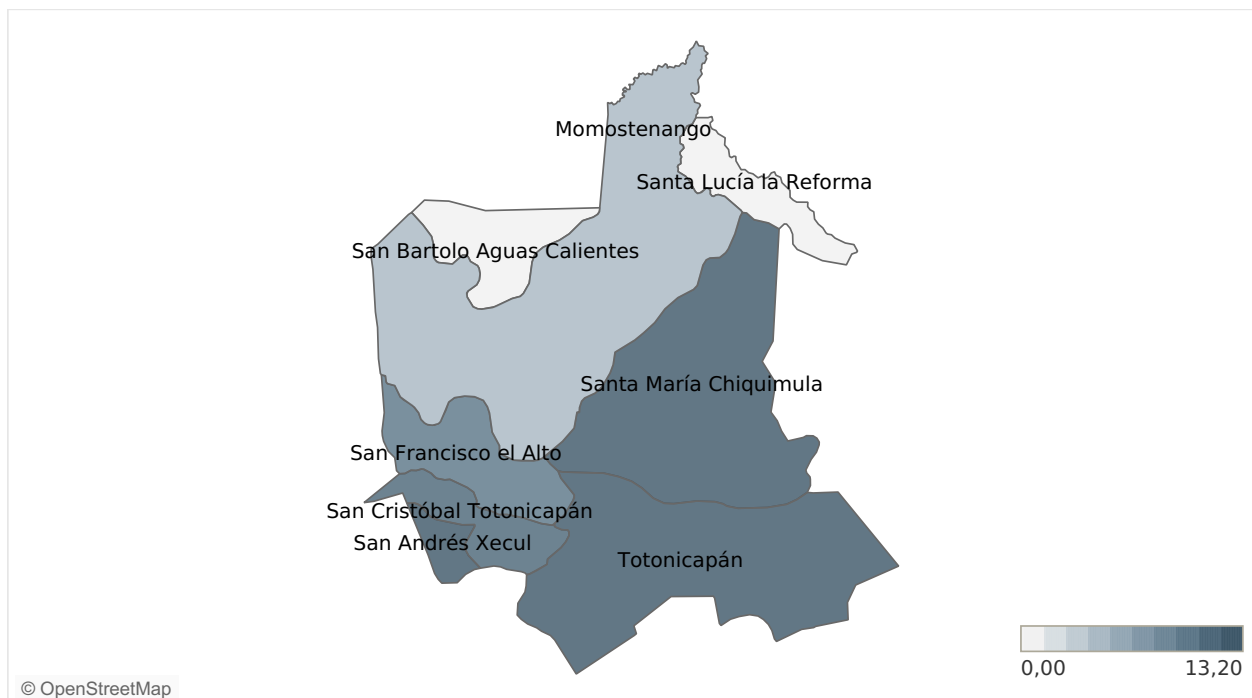 Momostenango
Santa Lucía la Reforma
San Bartolo Aguas Calientes
Santa María Chiquimula
San Francisco el Alto
San Cristóbal Totonicapán
San Andrés Xecul
Totonicapán
0,00 13,20
© OpenStreetMap